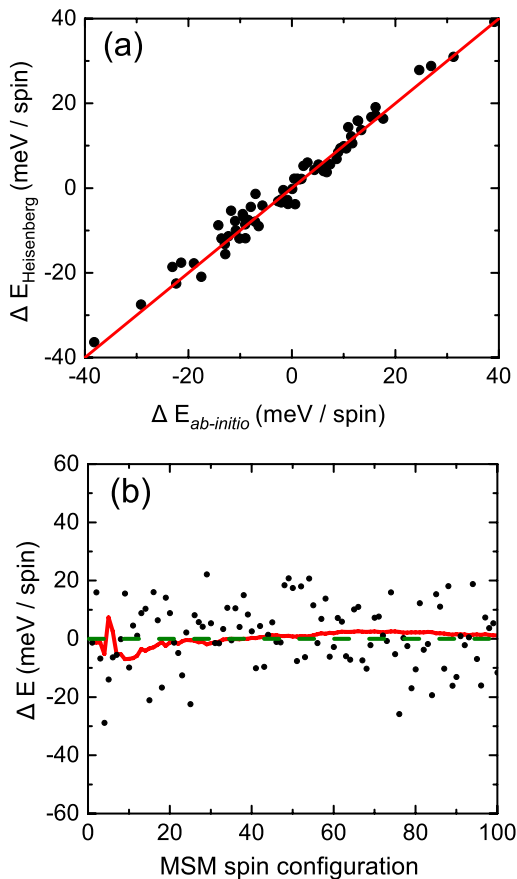 (a)
40
20
0
-20
-40
Δ E_Heisenberg (meV / spin)
-40 -20 0 20 40
Δ E_ab-initio (meV / spin)
(b)
60
40
20
0
-20
-40
-60
Δ E (meV / spin)
0 20 40 60 80 100
MSM spin configuration